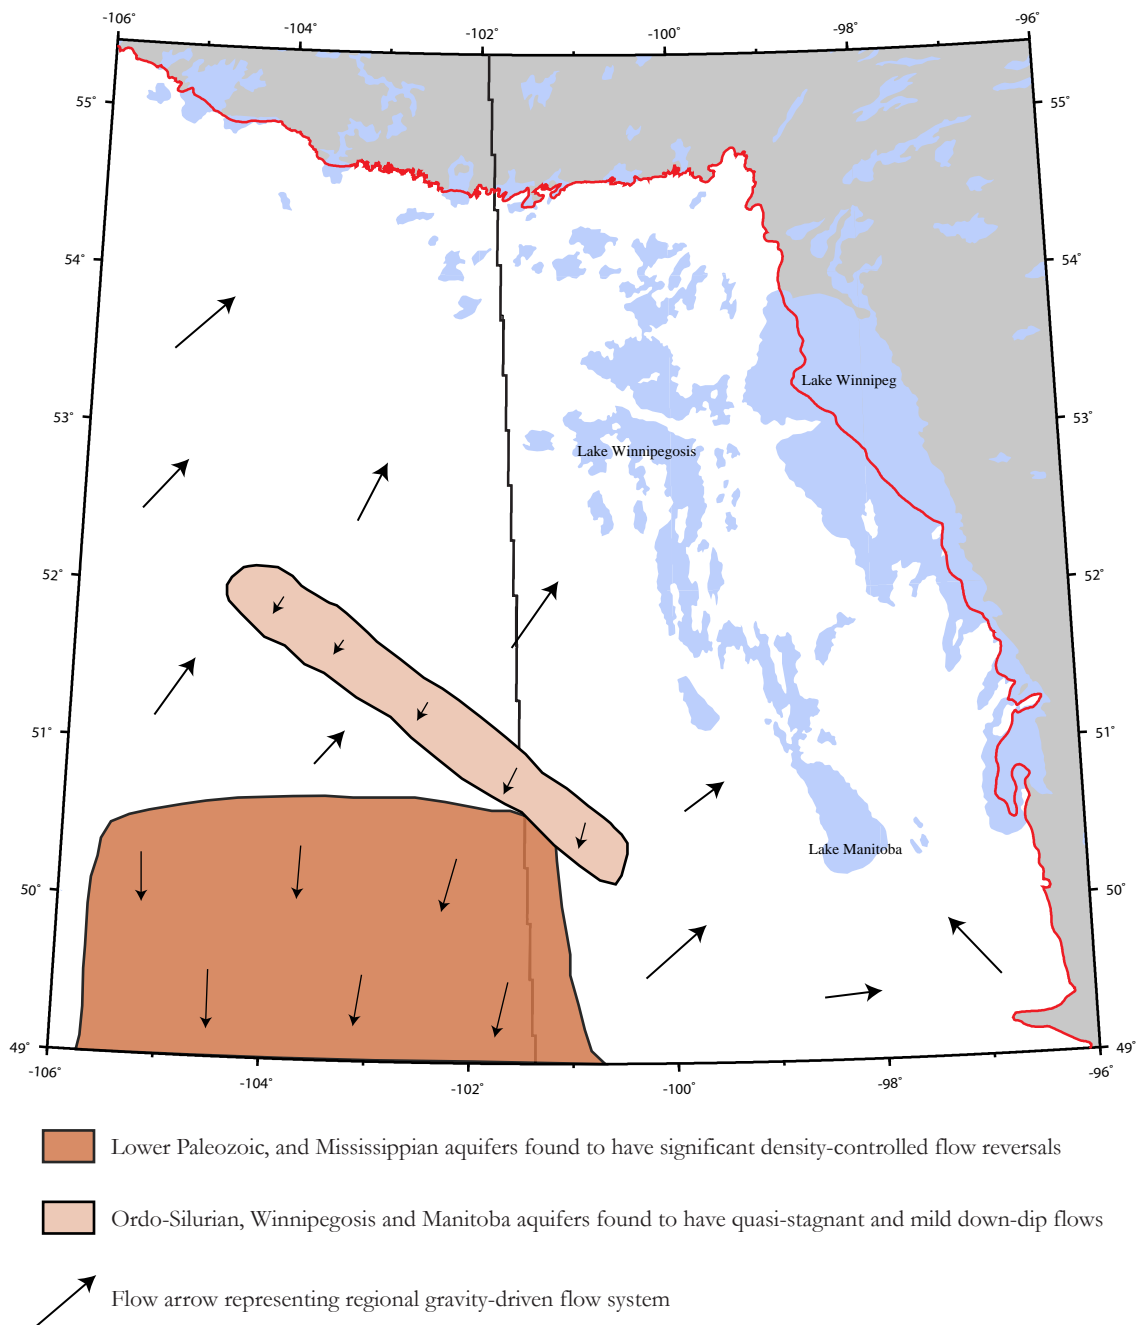 -106° -104° -102° -100° -98° -96°
55° 55°
54° 54°
Lake Winnipeg
53° 53°
Lake Winnipegosis
52° 52°
51° 51°
Lake Manitoba
50° 50°
49° 49°
-106° -104° -102° -100° -98° -96°
Lower Paleozoic, and Mississippian aquifers found to have significant density-controlled flow reversals
Ordo-Silurian, Winnipegosis and Manitoba aquifers found to have quasi-stagnant and mild down-dip flows
Flow arrow representing regional gravity-driven flow system